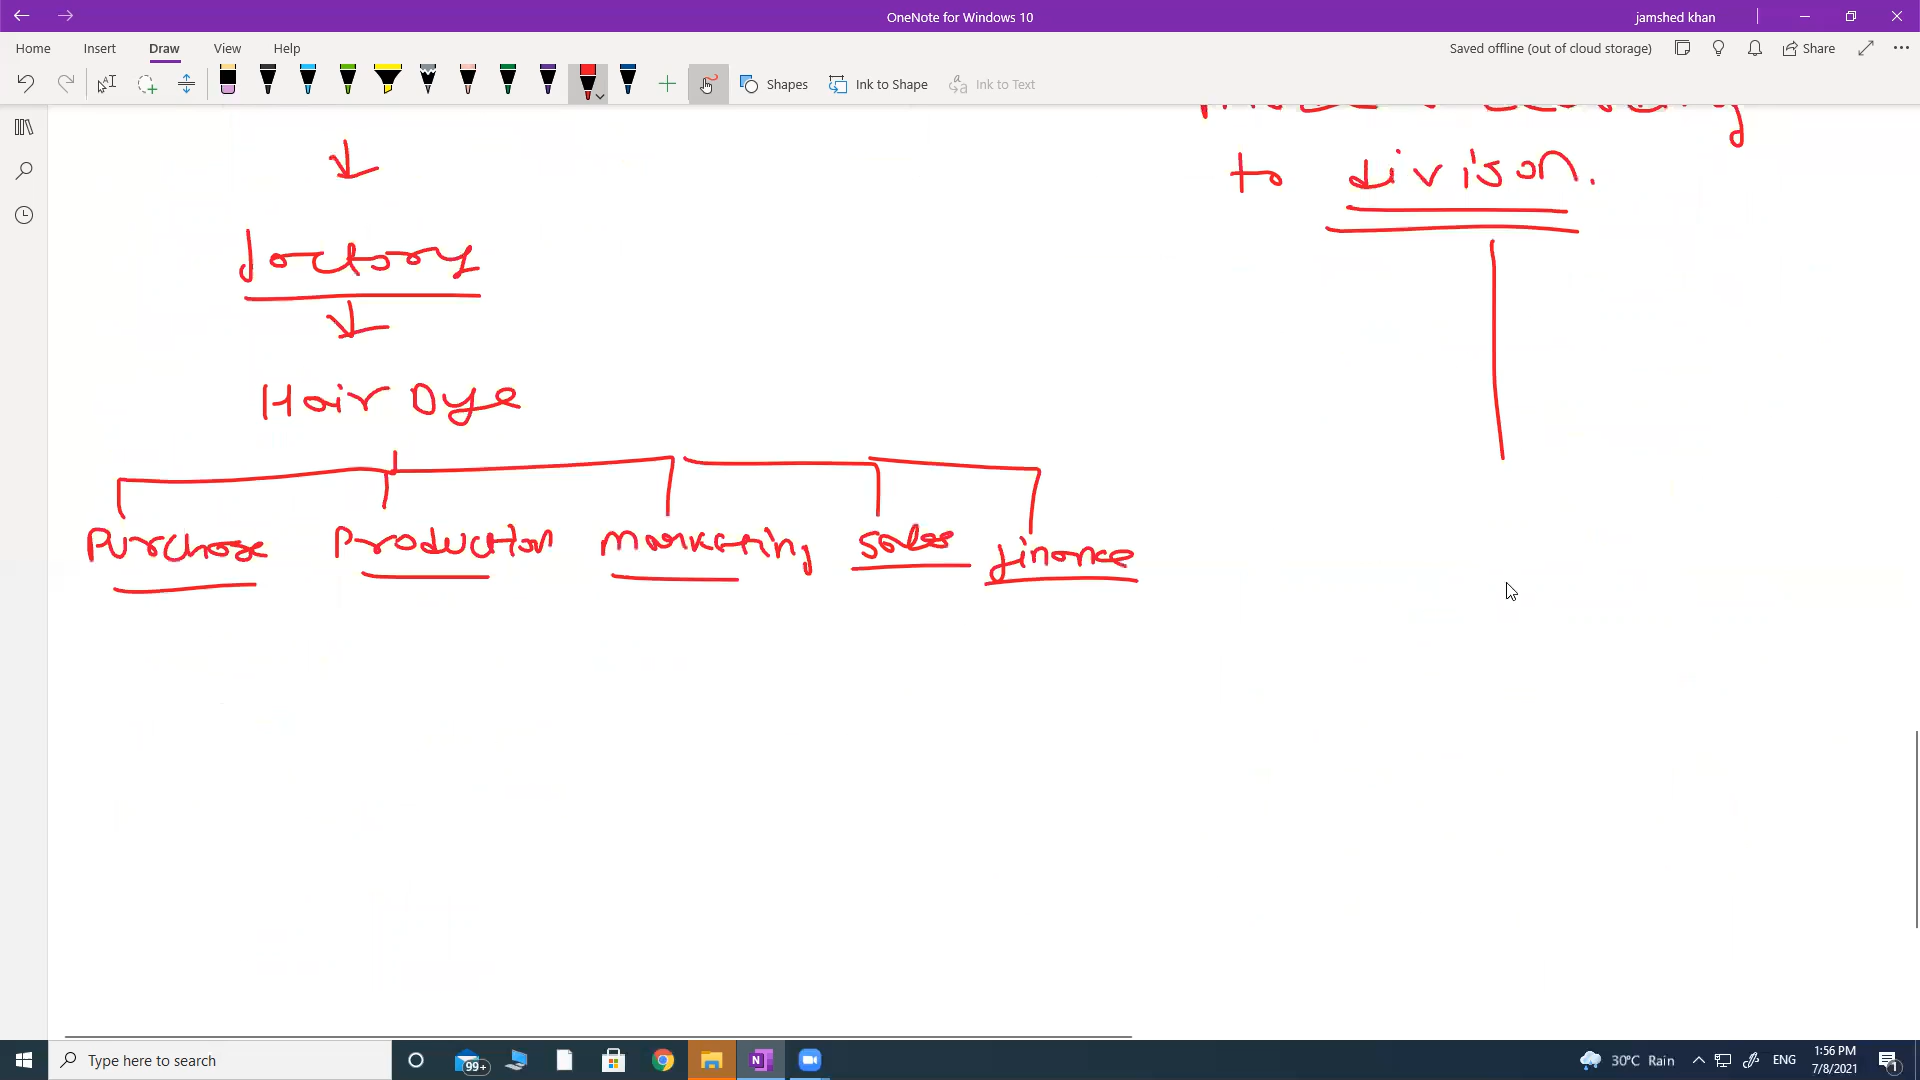 OneNote for Windows 10
jamshed khan
Home Insert Draw View Help
Saved offline (out of cloud storage)
Share
Shapes
Ink to Shape
Ink to Text
to divison.
factory
Hair Dye
Purchase Production marketing sales finance
Type here to search
99+
N
30°C Rain
ENG
1:56 PM
7/8/2021
1